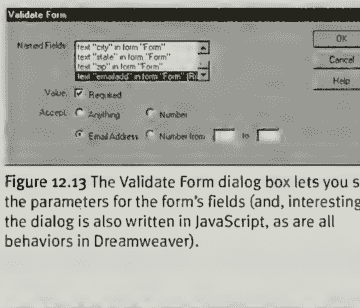 Validate Form
Named Fields:
text "city" in form "Form"
text "state" in form "Form"
text "zip" in form "Form"
text "emailadd" in form "Form" (Ri
OK
Cancel
Help
Value: Required
Accept: Anything Number
Email Address Number from to
Figure 12.13 The Validate Form dialog box lets you s
the parameters for the form's fields (and, interesting
the dialog is also written in JavaScript, as are all
behaviors in Dreamweaver).